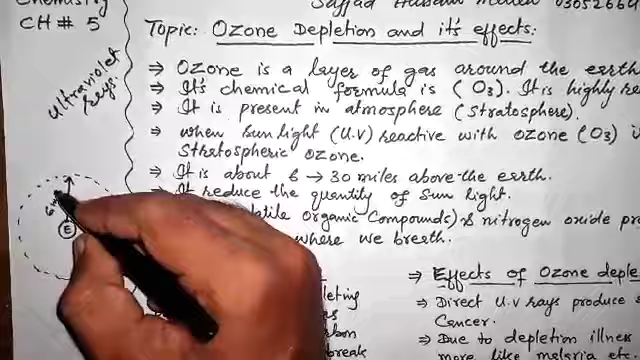 Chemistry
CH # 5
Ultraviolet
rays.
Topic: Ozone Depletion and it's effects:
⇒ Ozone is a layer of gas around the earth
⇒ It's chemical formula is (O3). It is highly re
⇒ It is present in atmosphere (Stratosphere).
⇒ when sun light (U.V) reactive with ozone (O3) i
Stratospheric Ozone.
⇒ It is about 6 → 30 miles above the earth.
⇒ It reduce the quantity of Sun light.
Organic Compounds) & nitrogen oxide pr
where we breath.
E
⇒ Effects of Ozone deple
⇒ Direct U.V rays produce
Cancer.
⇒ Due to depletion illness
more like malaria etc